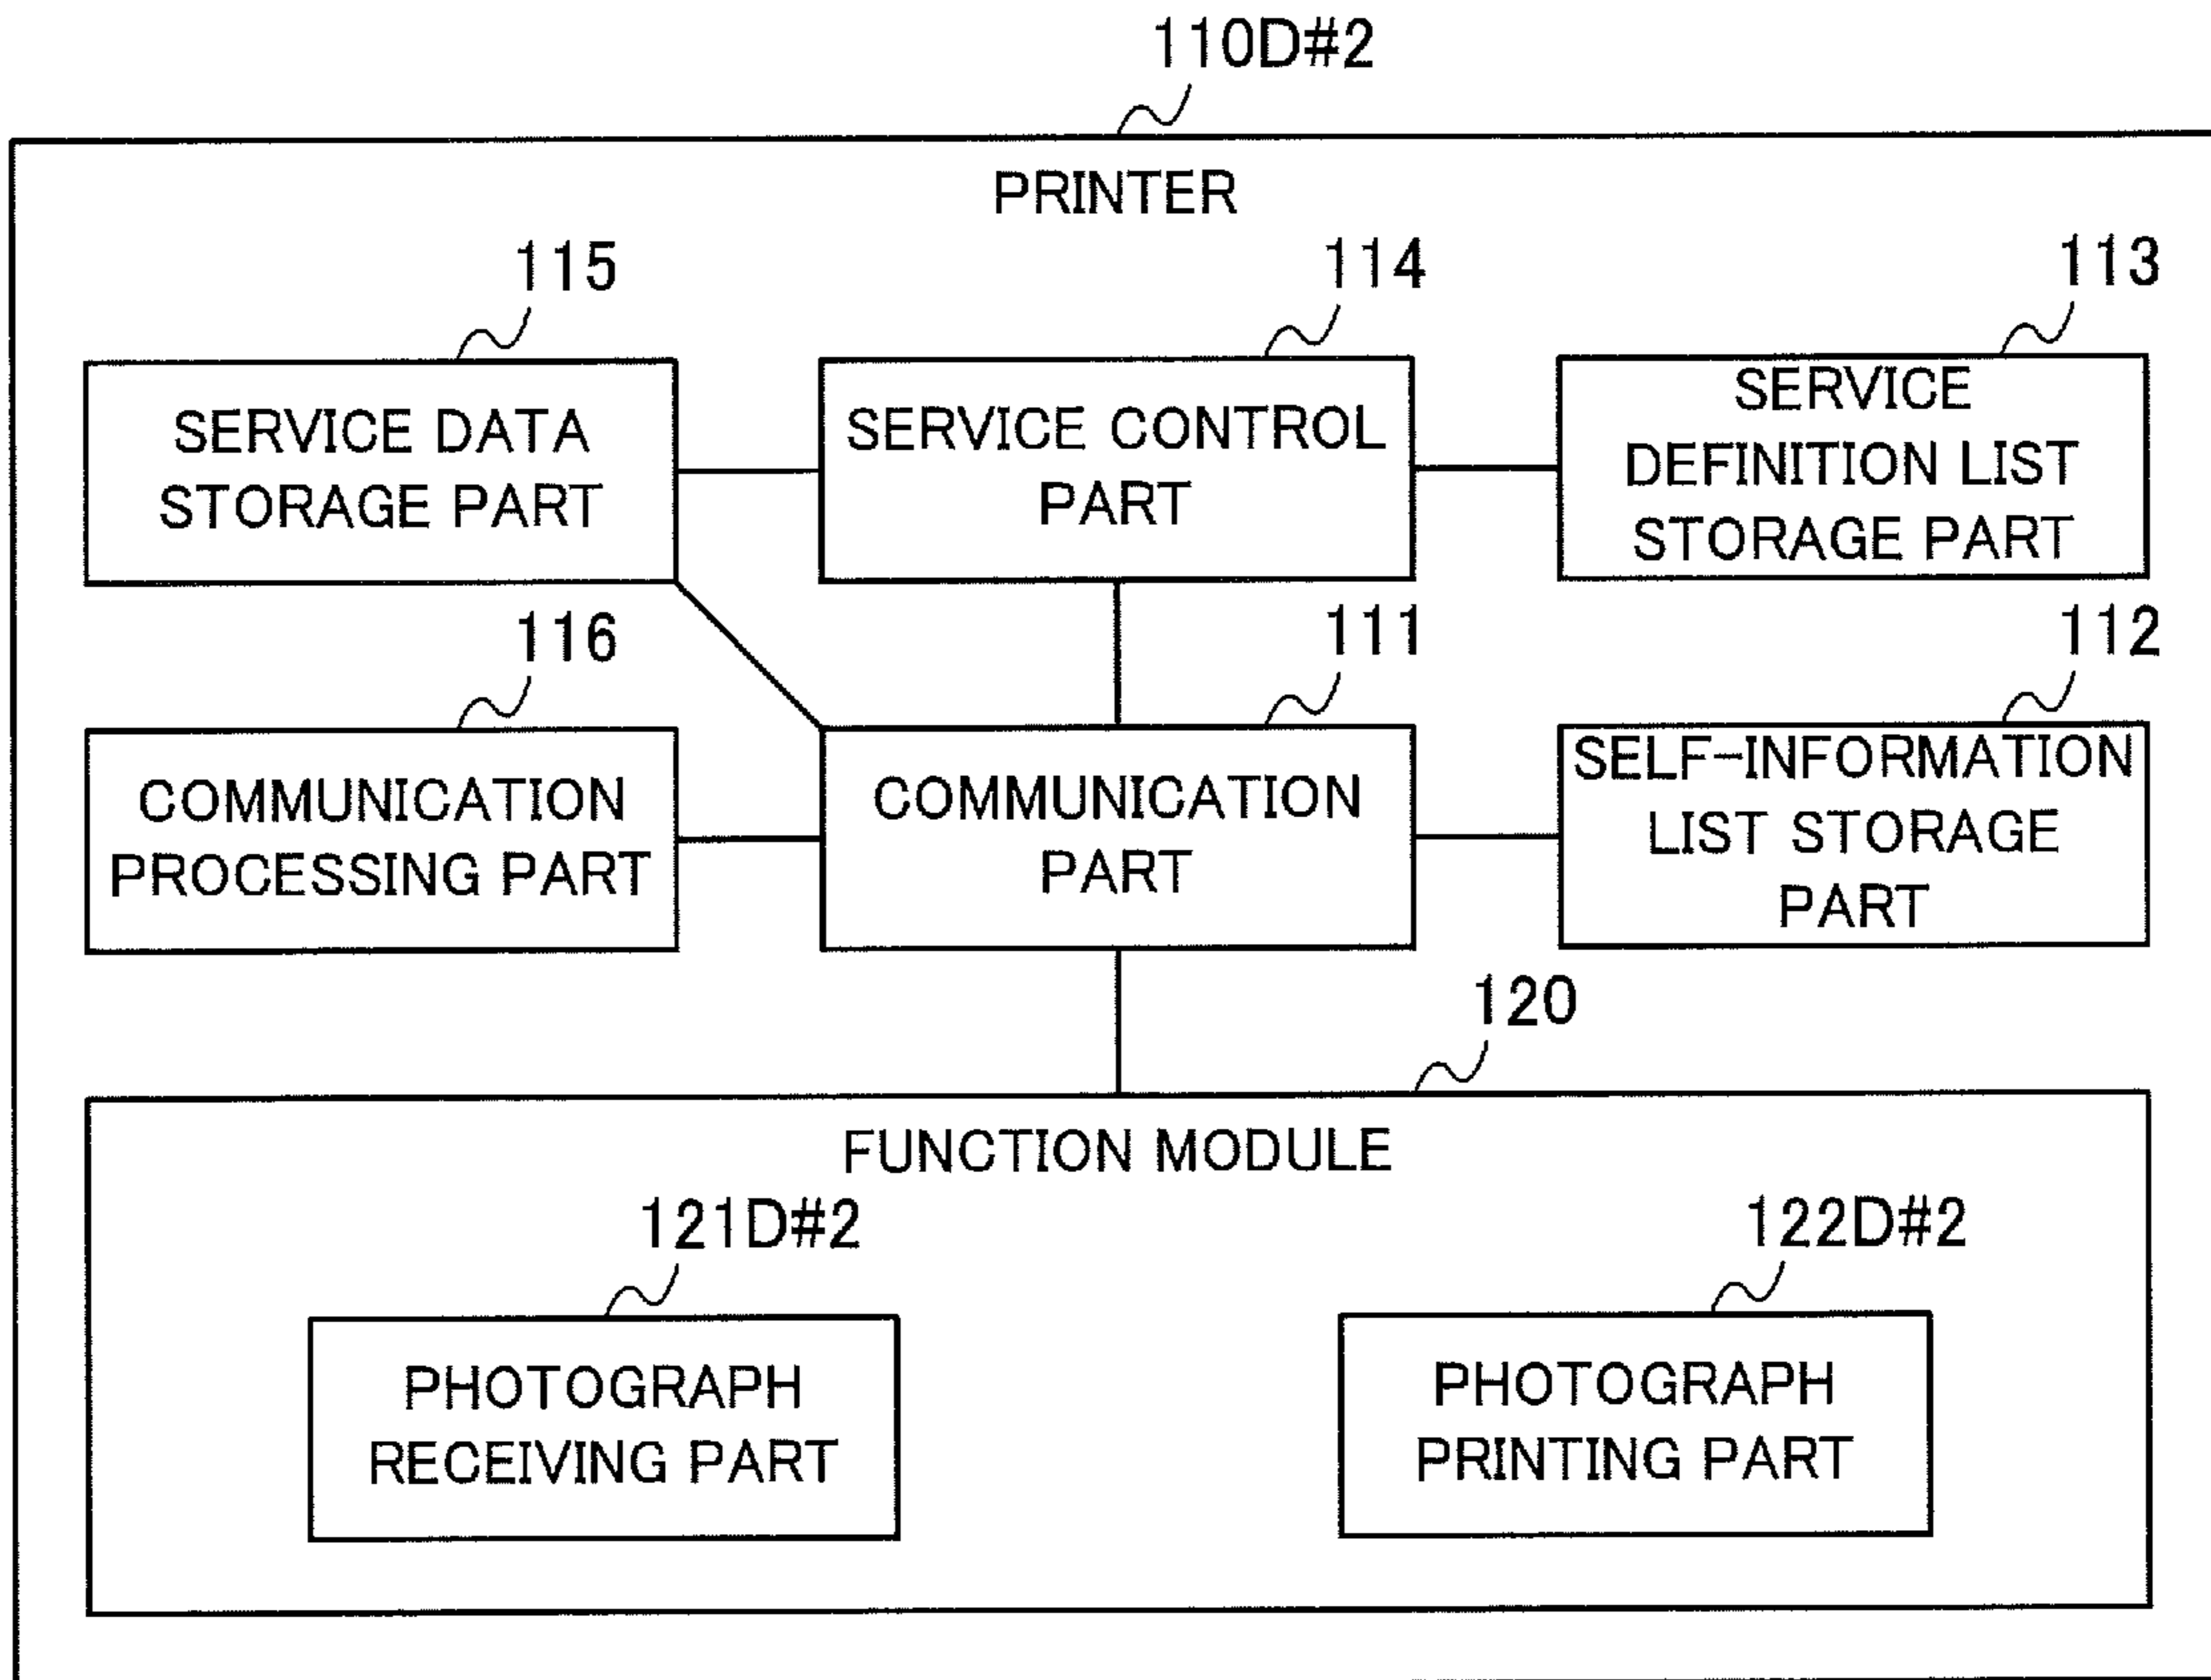 110D#2
PRINTER
115
114
113
SERVICE DATA
STORAGE PART
SERVICE CONTROL
PART
SERVICE
DEFINITION LIST
STORAGE PART
116
111
112
COMMUNICATION
PROCESSING PART
COMMUNICATION
PART
SELF-INFORMATION
LIST STORAGE
PART
120
FUNCTION MODULE
121D#2
122D#2
PHOTOGRAPH
RECEIVING PART
PHOTOGRAPH
PRINTING PART